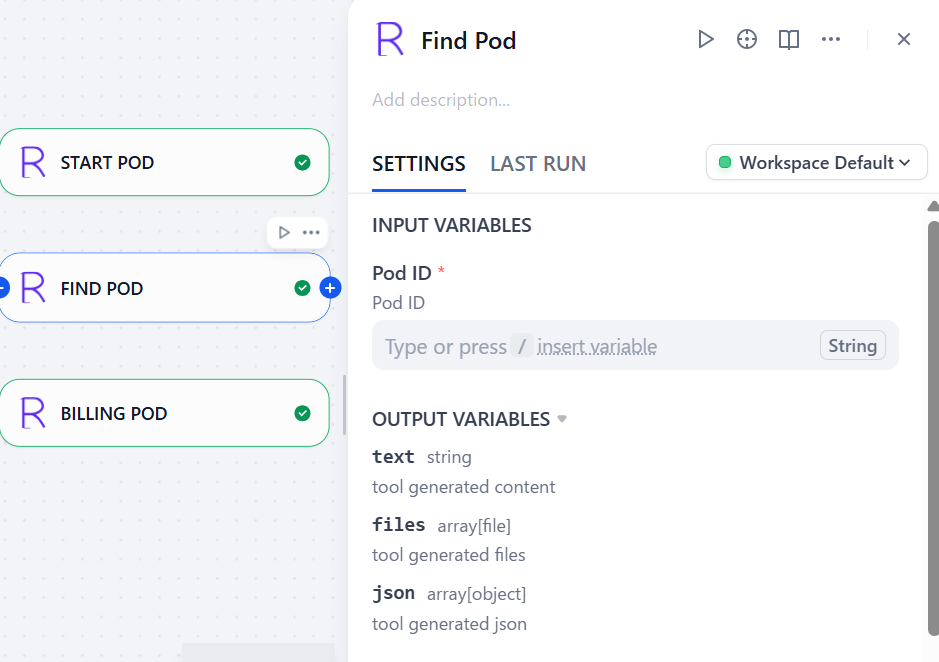 START POD
FIND POD
BILLING POD
Find Pod
Add description...
SETTINGS LAST RUN
Workspace Default
INPUT VARIABLES
Pod ID *
Pod ID
Type or press / insert variable
String
OUTPUT VARIABLES
text string
tool generated content
files array[file]
tool generated files
json array[object]
tool generated json